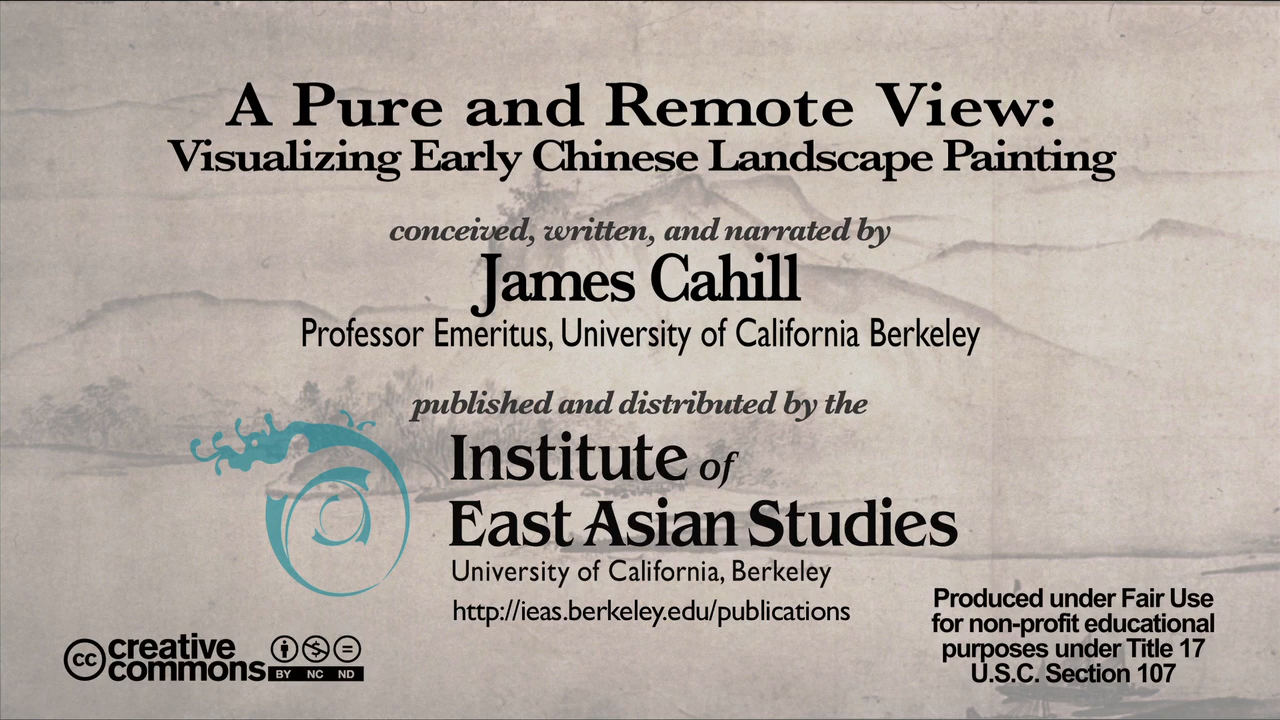 A Pure and Remote View:
Visualizing Early Chinese Landscape Painting
conceived, written, and narrated by
James Cahill
Professor Emeritus, University of California Berkeley
published and distributed by the
Institute of
East Asian Studies
University of California, Berkeley
http://ieas.berkeley.edu/publications
cc creative
commons
BY NC ND
Produced under Fair Use
for non-profit educational
purposes under Title 17
U.S.C. Section 107